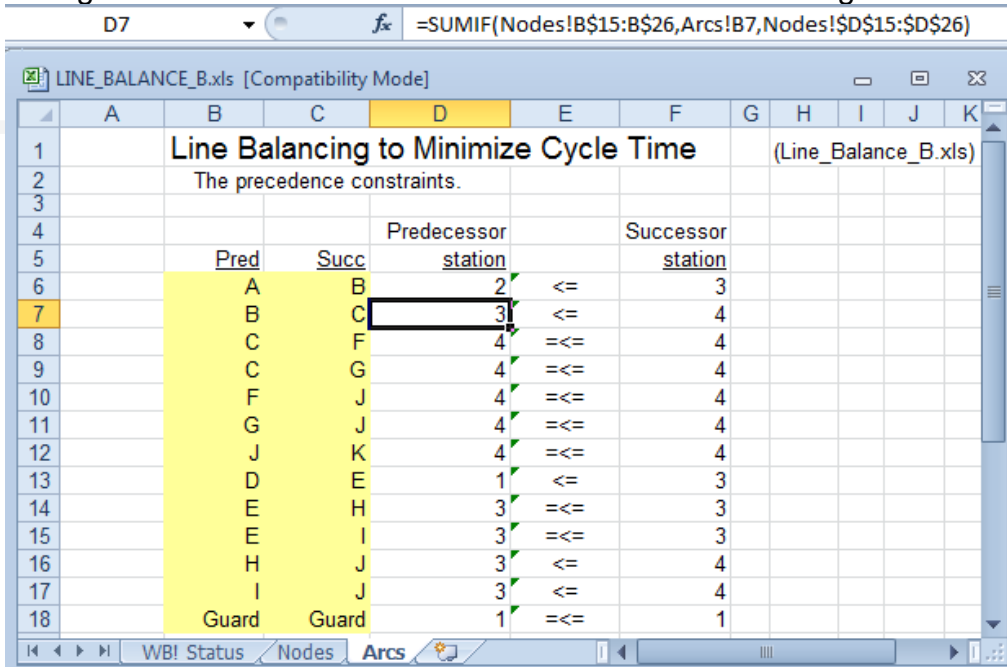 D7 fx =SUMIF(Nodes!B$15:B$26,Arcs!B7,Nodes!$D$15:$D$26)
LINE_BALANCE_B.xls [Compatibility Mode]
A B C D E F G H I J K
1 Line Balancing to Minimize Cycle Time (Line_Balance_B.xls)
2 The precedence constraints.
3
4 Predecessor Successor
5 Pred Succ station station
6 A B 2 <= 3
7 B C 3 <= 4
8 C F 4 =<= 4
9 C G 4 =<= 4
10 F J 4 =<= 4
11 G J 4 =<= 4
12 J K 4 =<= 4
13 D E 1 <= 3
14 E H 3 =<= 3
15 E I 3 =<= 3
16 H J 3 <= 4
17 I J 3 <= 4
18 Guard Guard 1 =<= 1
WB! Status Nodes Arcs